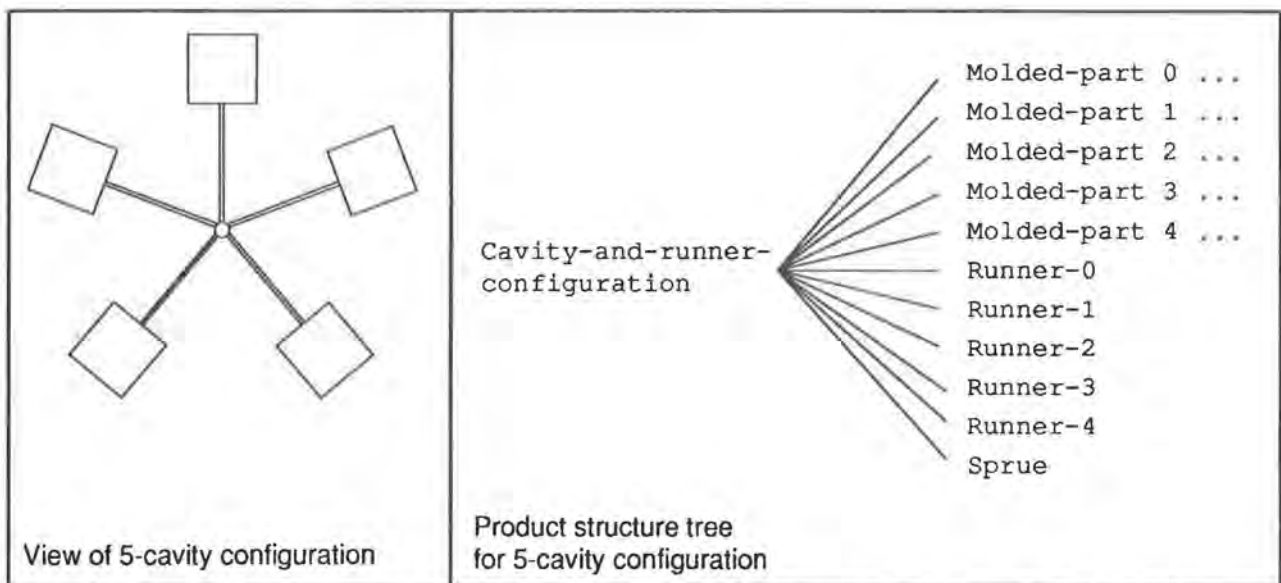 View of 5-cavity configuration
Cavity-and-runner-
configuration
Molded-part 0 ...
Molded-part 1 ...
Molded-part 2 ...
Molded-part 3 ...
Molded-part 4 ...
Runner-0
Runner-1
Runner-2
Runner-3
Runner-4
Sprue
Product structure tree
for 5-cavity configuration